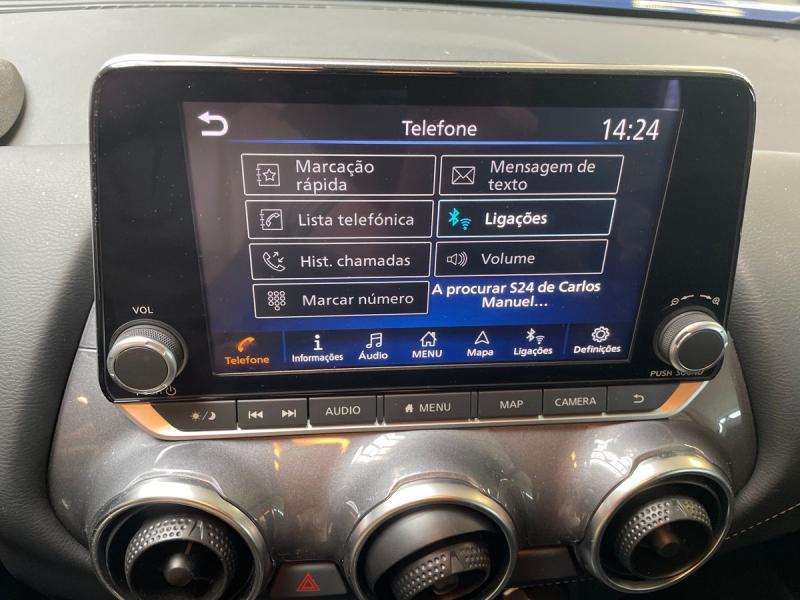 Telefone
14:24
Marcação
rápida
Mensagem de
texto
Lista telefónica
Ligações
Hist. chamadas
Volume
Marcar número
A procurar S24 de Carlos
Manuel...
Telefone
Informações
Áudio
MENU
Mapa
Ligações
Definições
VOL
PUSH SOUND
AUDIO
MENU
MAP
CAMERA